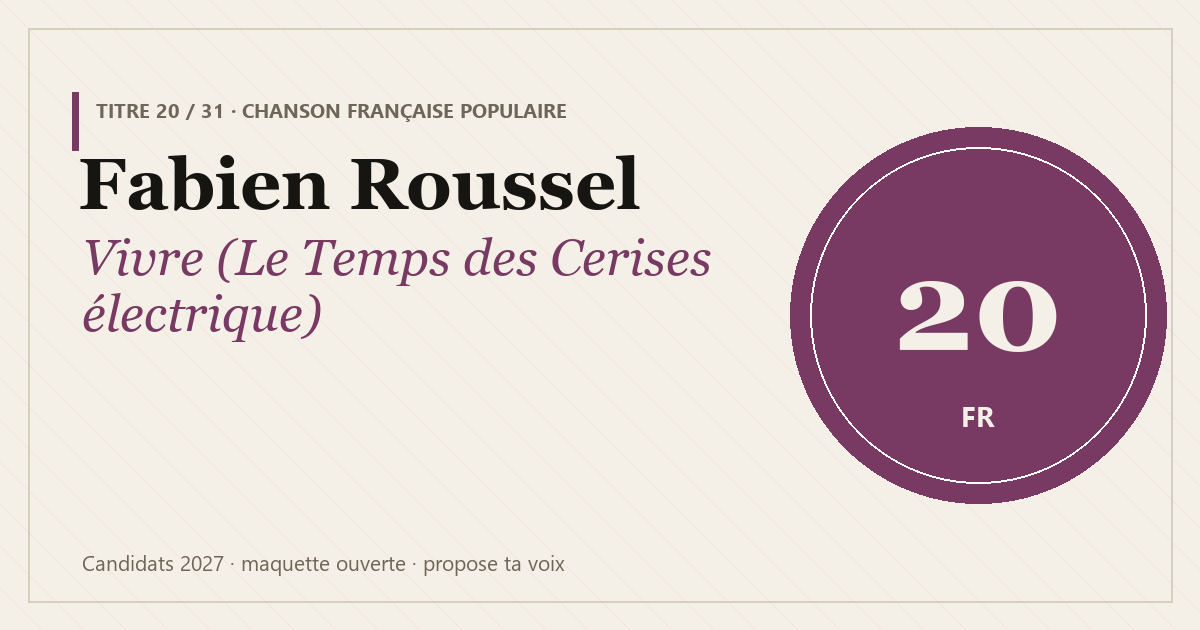 TITRE 20 / 31 · CHANSON FRANÇAISE POPULAIRE
Fabien Roussel
Vivre (Le Temps des Cerises
électrique)
20
FR
Candidats 2027 · maquette ouverte · propose ta voix